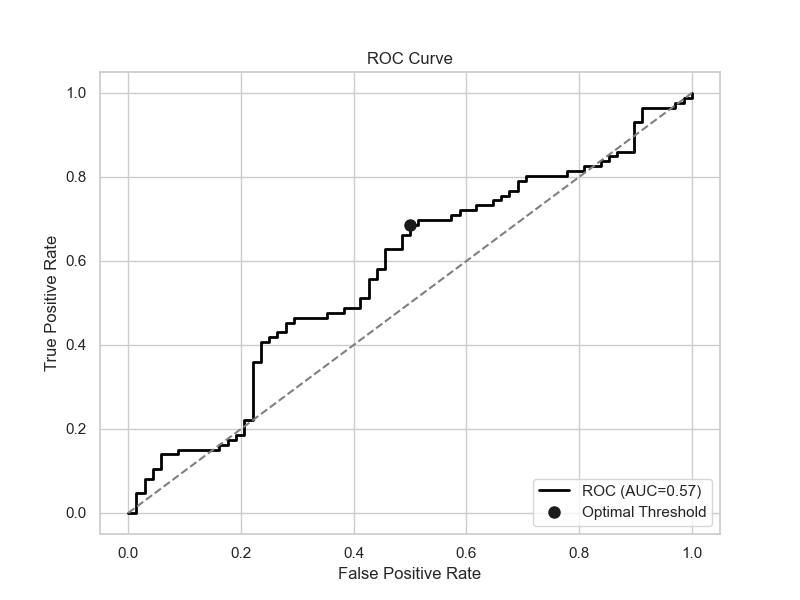 ROC Curve
1.0
0.8
0.6
0.4
0.2
0.0
True Positive Rate
ROC (AUC=0.57)
Optimal Threshold
0.0 0.2 0.4 0.6 0.8 1.0
False Positive Rate